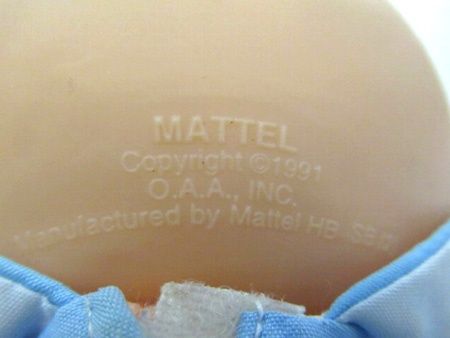 MATTEL
Copyright ©1991
O.A.A., INC.
Manufactured by Mattel HB